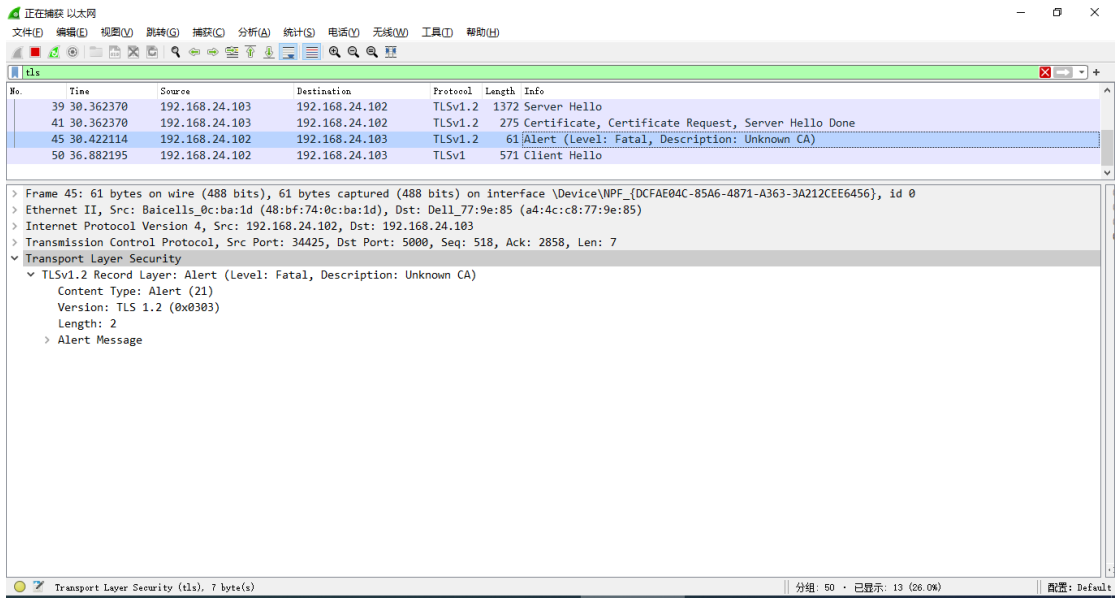 正在捕获 以太网
文件(F) 编辑(E) 视图(V) 跳转(G) 捕获(C) 分析(A) 统计(S) 电话(Y) 无线(W) 工具(T) 帮助(H)
tls
No. Time Source Destination Protocol Length Info
39 30.362370 192.168.24.103 192.168.24.102 TLSv1.2 1372 Server Hello
41 30.362370 192.168.24.103 192.168.24.102 TLSv1.2 275 Certificate, Certificate Request, Server Hello Done
45 30.422114 192.168.24.102 192.168.24.103 TLSv1.2 61 Alert (Level: Fatal, Description: Unknown CA)
50 36.882195 192.168.24.102 192.168.24.103 TLSv1 571 Client Hello
Frame 45: 61 bytes on wire (488 bits), 61 bytes captured (488 bits) on interface \Device\NPF_{DCFAE04C-85A6-4871-A363-3A212CEE6456}, id 0
Ethernet II, Src: Baicells_0c:ba:1d (48:bf:74:0c:ba:1d), Dst: Dell_77:9e:85 (a4:4c:c8:77:9e:85)
Internet Protocol Version 4, Src: 192.168.24.102, Dst: 192.168.24.103
Transmission Control Protocol, Src Port: 34425, Dst Port: 5000, Seq: 518, Ack: 2858, Len: 7
Transport Layer Security
TLSv1.2 Record Layer: Alert (Level: Fatal, Description: Unknown CA)
Content Type: Alert (21)
Version: TLS 1.2 (0x0303)
Length: 2
Alert Message
Transport Layer Security (tls), 7 byte(s) 分组: 50 · 已显示: 13 (26.0%) 配置: Default